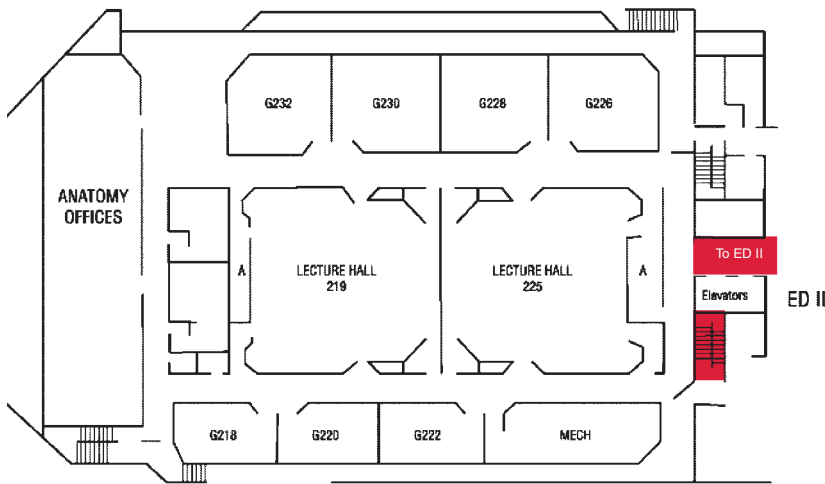 G232
G230
G228
G226
ANATOMY
OFFICES
To ED II
A
LECTURE HALL
219
LECTURE HALL
225
A
Elevators
ED II
G218
G220
G222
MECH